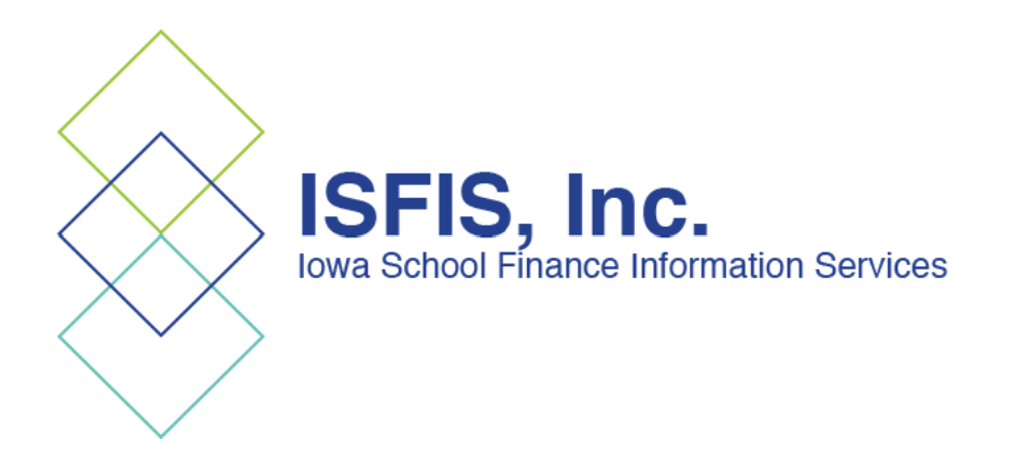 ISFIS, Inc.
Iowa School Finance Information Services